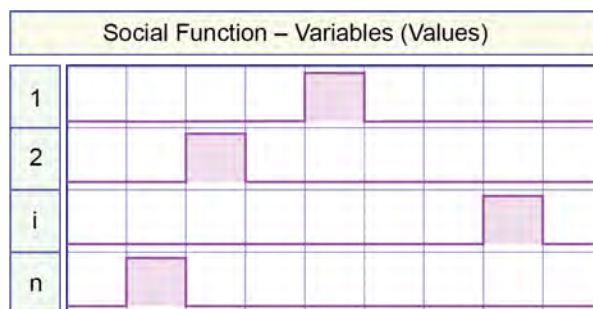 Social Function – Variables (Values)
1
2
i
n